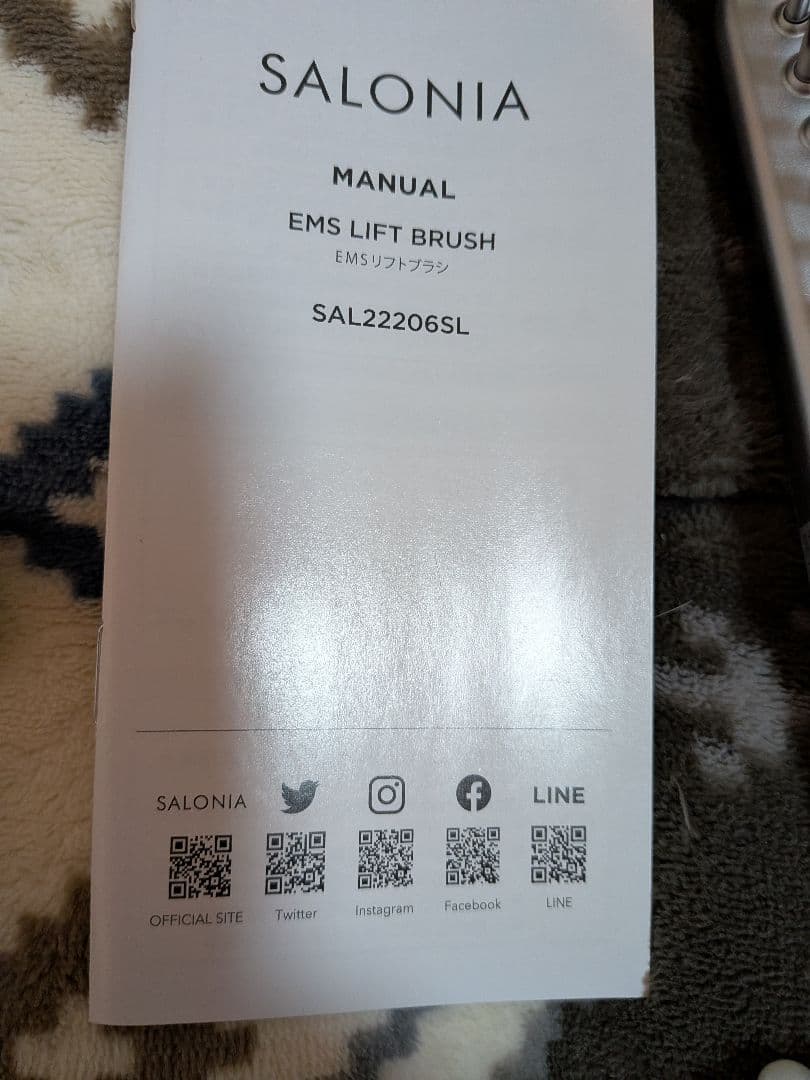 SALONIA
MANUAL
EMS LIFT BRUSH
EMSリフトブラシ
SAL22206SL
SALONIA LINE
OFFICIAL SITE Twitter Instagram Facebook LINE